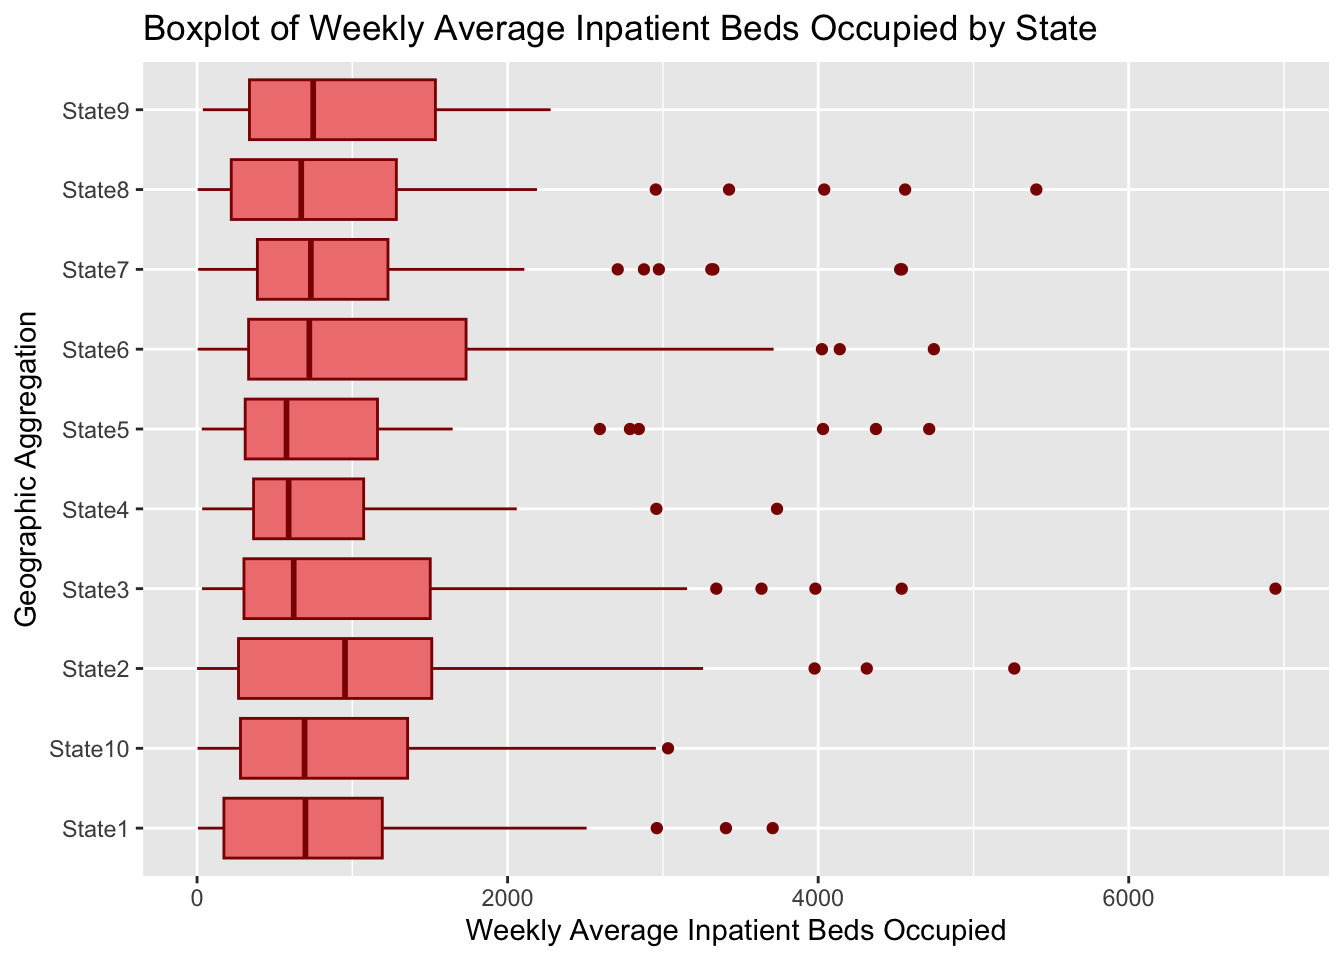 Boxplot of Weekly Average Inpatient Beds Occupied by State
Geographic Aggregation
State9
State8
State7
State6
State5
State4
State3
State2
State10
State1
0 2000 4000 6000
Weekly Average Inpatient Beds Occupied